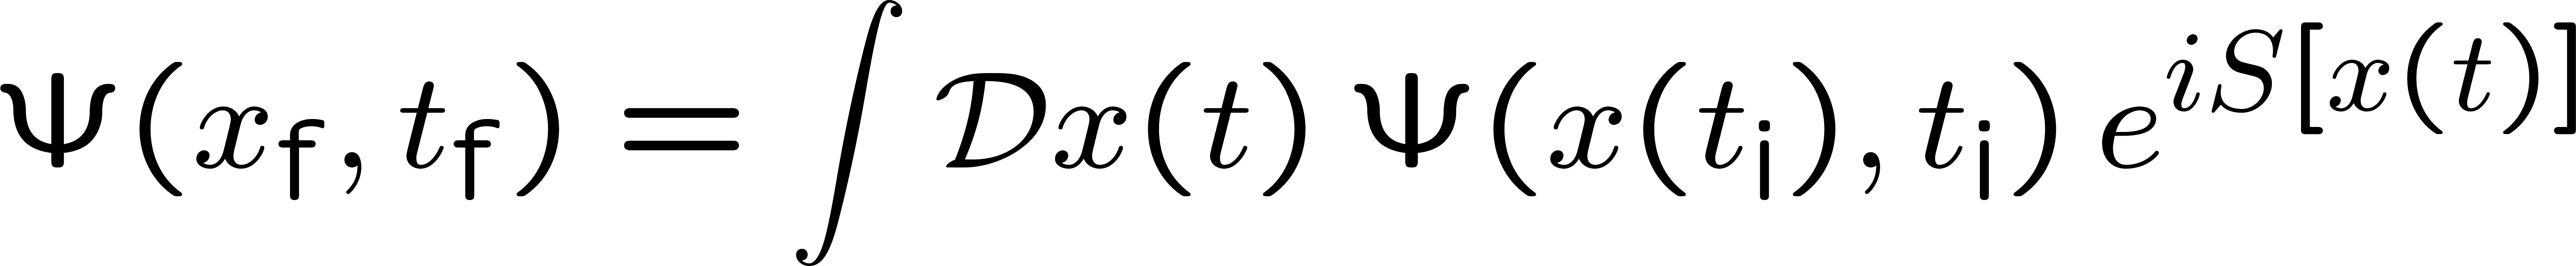 Ψ(x_f, t_f) = ∫ 𝒟x(t) Ψ(x(t_i), t_i) e^{iS[x(t)]}